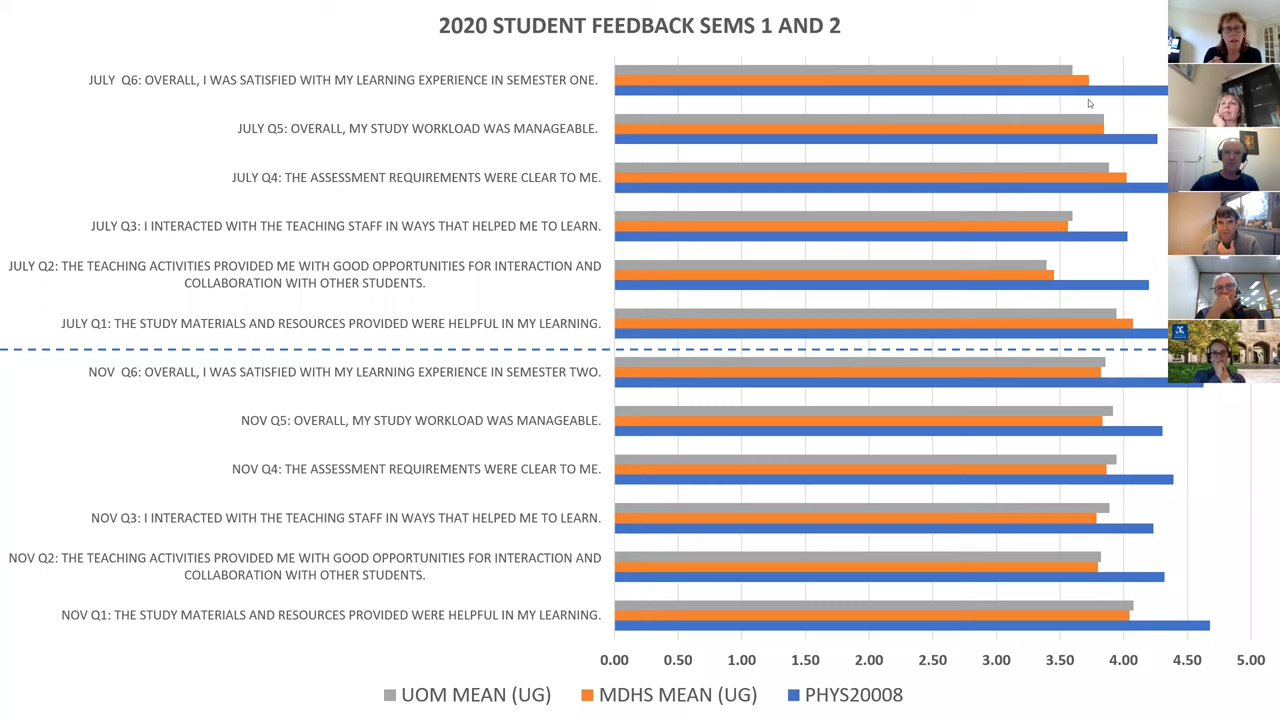 2020 STUDENT FEEDBACK SEMS 1 AND 2
JULY Q6: OVERALL, I WAS SATISFIED WITH MY LEARNING EXPERIENCE IN SEMESTER ONE.
JULY Q5: OVERALL, MY STUDY WORKLOAD WAS MANAGEABLE.
JULY Q4: THE ASSESSMENT REQUIREMENTS WERE CLEAR TO ME.
JULY Q3: I INTERACTED WITH THE TEACHING STAFF IN WAYS THAT HELPED ME TO LEARN.
JULY Q2: THE TEACHING ACTIVITIES PROVIDED ME WITH GOOD OPPORTUNITIES FOR INTERACTION AND
COLLABORATION WITH OTHER STUDENTS.
JULY Q1: THE STUDY MATERIALS AND RESOURCES PROVIDED WERE HELPFUL IN MY LEARNING.
NOV Q6: OVERALL, I WAS SATISFIED WITH MY LEARNING EXPERIENCE IN SEMESTER TWO.
NOV Q5: OVERALL, MY STUDY WORKLOAD WAS MANAGEABLE.
NOV Q4: THE ASSESSMENT REQUIREMENTS WERE CLEAR TO ME.
NOV Q3: I INTERACTED WITH THE TEACHING STAFF IN WAYS THAT HELPED ME TO LEARN.
NOV Q2: THE TEACHING ACTIVITIES PROVIDED ME WITH GOOD OPPORTUNITIES FOR INTERACTION AND
COLLABORATION WITH OTHER STUDENTS.
NOV Q1: THE STUDY MATERIALS AND RESOURCES PROVIDED WERE HELPFUL IN MY LEARNING.
0.00 0.50 1.00 1.50 2.00 2.50 3.00 3.50 4.00 4.50 5.00
UOM MEAN (UG) MDHS MEAN (UG) PHYS20008